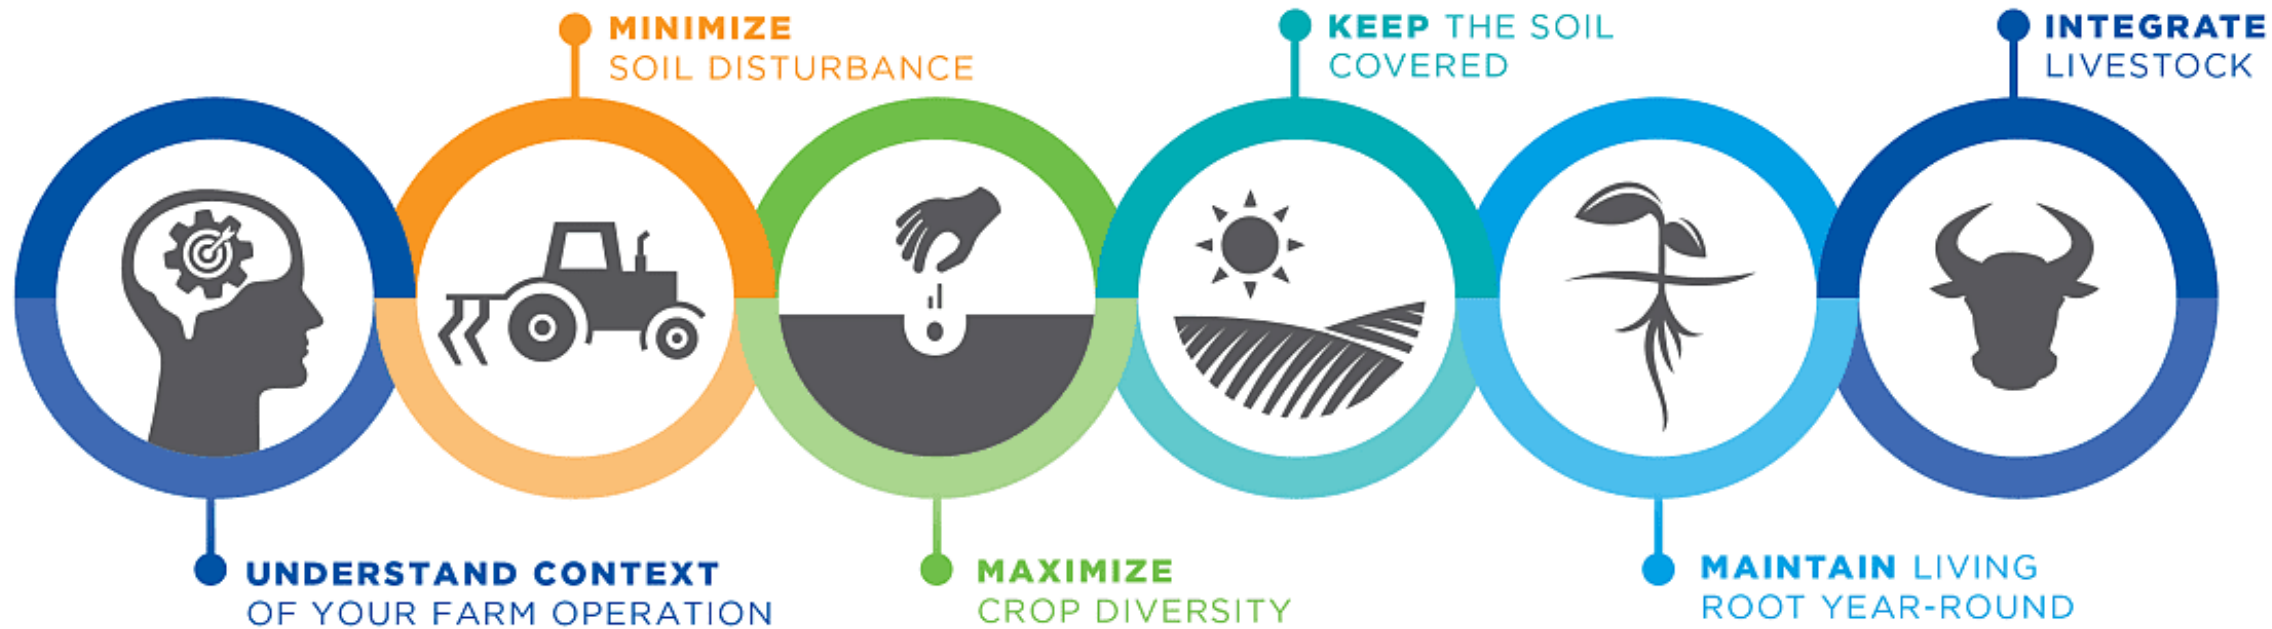 UNDERSTAND CONTEXT
OF YOUR FARM OPERATION
MINIMIZE
SOIL DISTURBANCE
MAXIMIZE
CROP DIVERSITY
KEEP THE SOIL
COVERED
MAINTAIN LIVING
ROOT YEAR-ROUND
INTEGRATE
LIVESTOCK